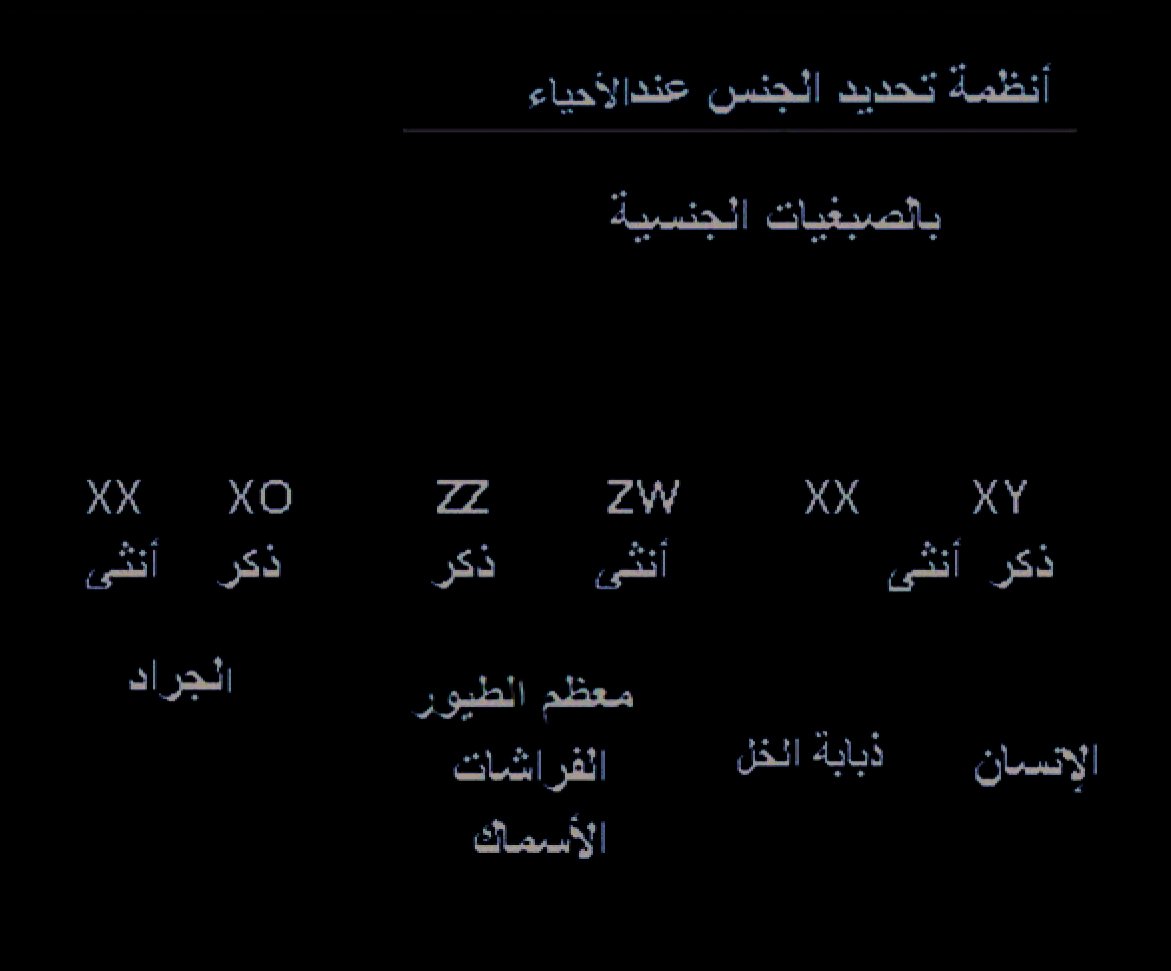 أنظمة تحديد الجنس عندالأحياء
بالصبغيات الجنسية
XX XO ZZ ZW XX XY
ذكر أنثى أنثى ذكر ذكر أنثى
الجراد
معظم الطيور
الفراشات
الأسماك
ذبابة الخل
الإنسان